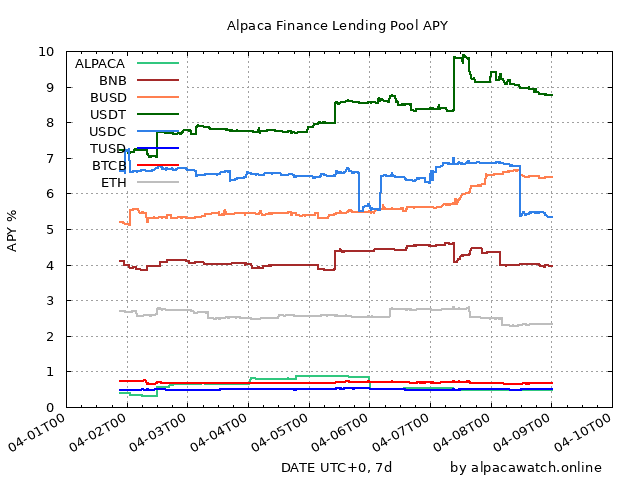 Alpaca Finance Lending Pool APY
10
9
8
7
6
5
4
3
2
1
0
APY %
ALPACA
BNB
BUSD
USDT
USDC
TUSD
BTCB
ETH
04-01T00
04-02T00
04-03T00
04-04T00
04-05T00
04-06T00
04-07T00
04-08T00
04-09T00
04-10T00
DATE UTC+0, 7d
by alpacawatch.online